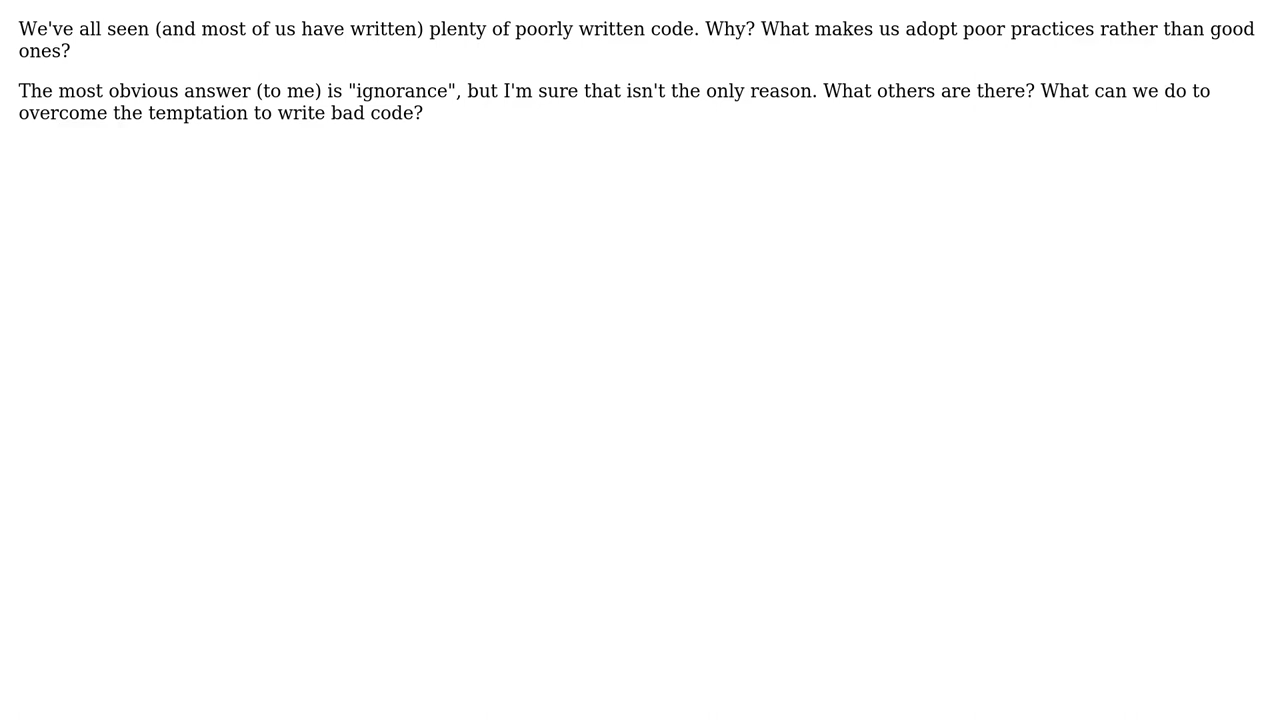 We've all seen (and most of us have written) plenty of poorly written code. Why? What makes us adopt poor practices rather than good
ones?
The most obvious answer (to me) is "ignorance", but I'm sure that isn't the only reason. What others are there? What can we do to
overcome the temptation to write bad code?